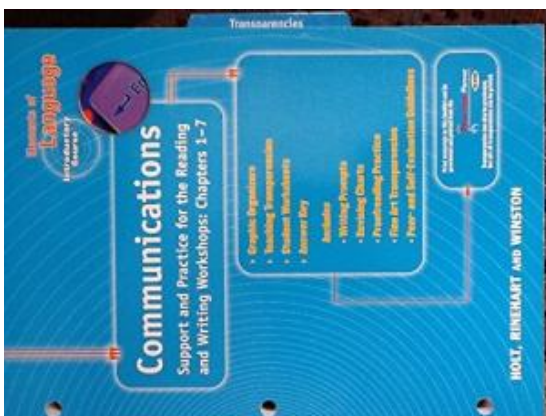 Transparencies
Elements of
Language
Introductory
Course
Communications
Support and Practice for the Reading
and Writing Workshops: Chapters 1–7
• Graphic Organizers
• Teaching Transparencies
• Student Worksheets
• Answer Key
Includes
• Writing Prompts
• Revising Charts
• Proofreading Practice
• Fine Art Transparencies
• Peer- and Self-Evaluation Guidelines
HOLT, RINEHART AND WINSTON